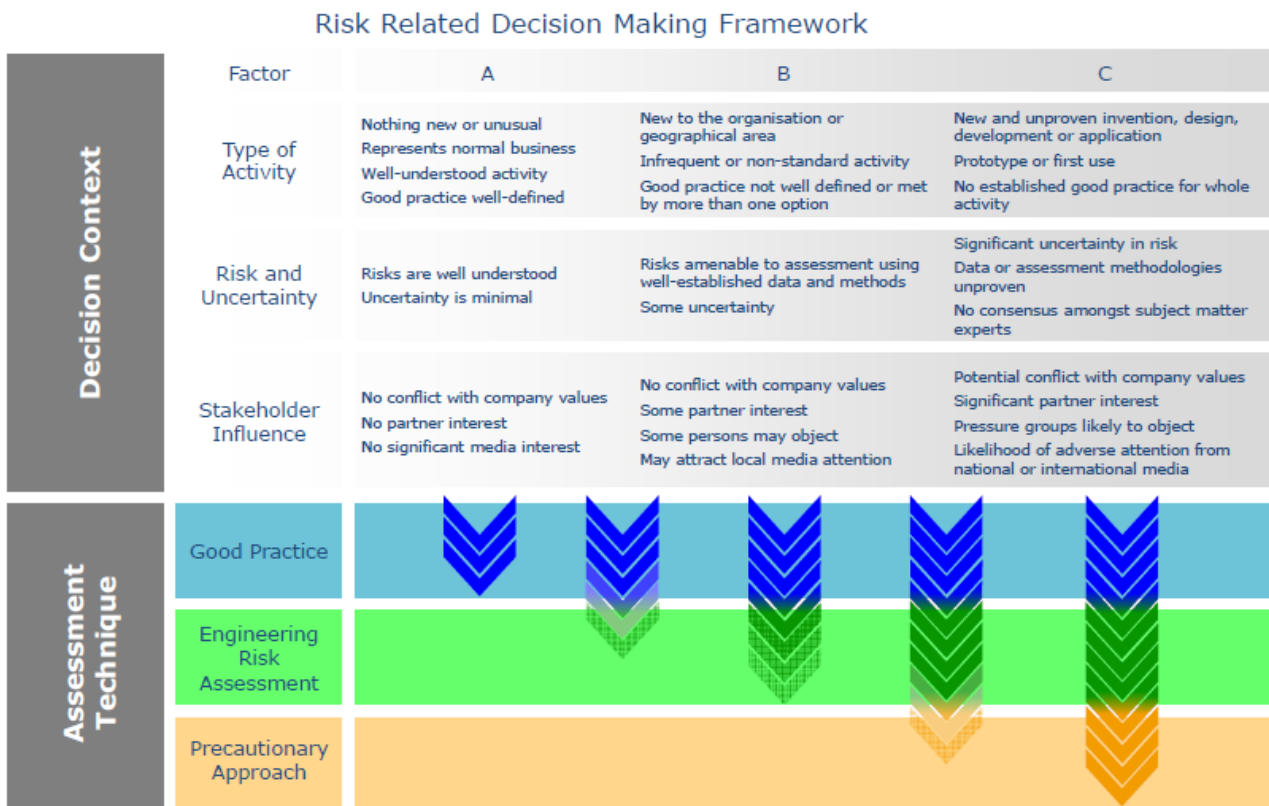 Risk Related Decision Making Framework
Decision Context
Factor
A
B
C
Type of
Activity
Nothing new or unusual
Represents normal business
Well-understood activity
Good practice well-defined
New to the organisation or
geographical area
Infrequent or non-standard activity
Good practice not well defined or met
by more than one option
New and unproven invention, design,
development or application
Prototype or first use
No established good practice for whole
activity
Risk and
Uncertainty
Risks are well understood
Uncertainty is minimal
Risks amenable to assessment using
well-established data and methods
Some uncertainty
Significant uncertainty in risk
Data or assessment methodologies
unproven
No consensus amongst subject matter
experts
Stakeholder
Influence
No conflict with company values
No partner interest
No significant media interest
No conflict with company values
Some partner interest
Some persons may object
May attract local media attention
Potential conflict with company values
Significant partner interest
Pressure groups likely to object
Likelihood of adverse attention from
national or international media
Assessment
Technique
Good Practice
Engineering
Risk
Assessment
Precautionary
Approach